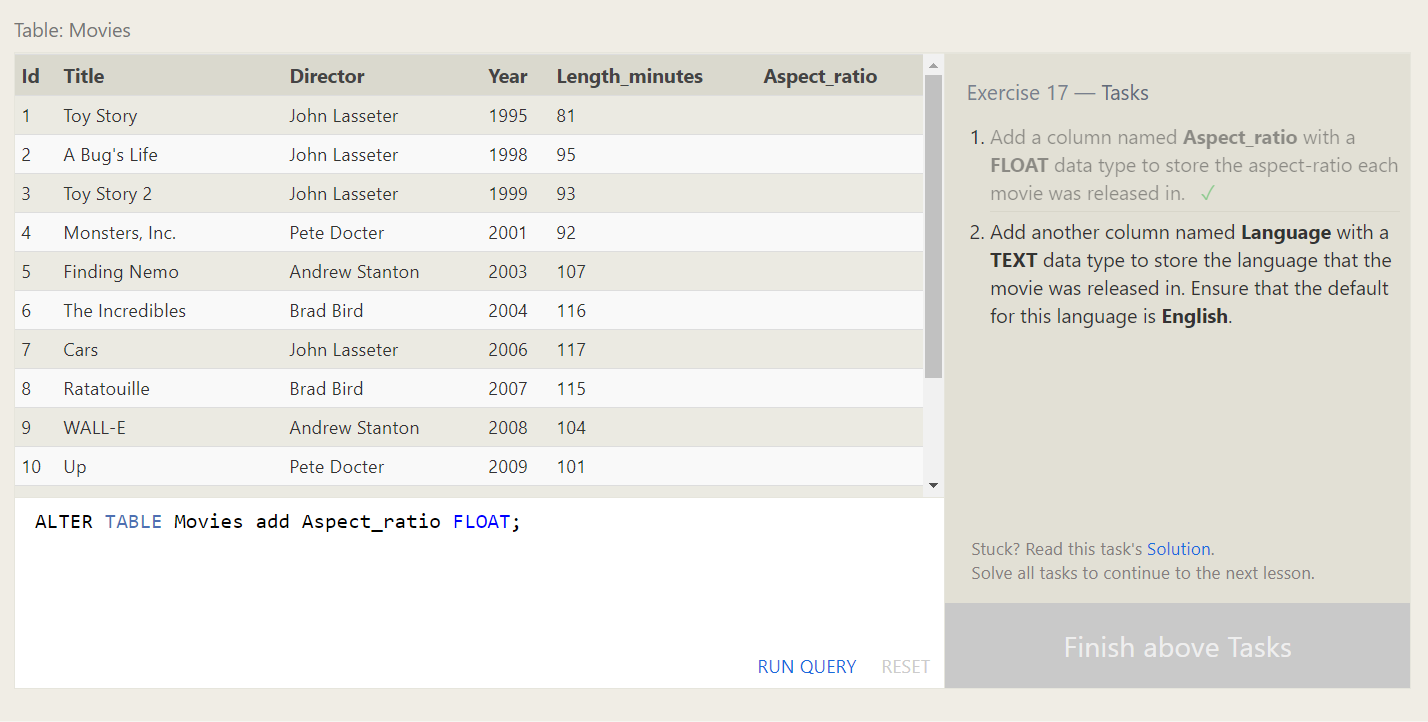 Table: Movies
Id Title Director Year Length_minutes Aspect_ratio
1 Toy Story John Lasseter 1995 81
2 A Bug's Life John Lasseter 1998 95
3 Toy Story 2 John Lasseter 1999 93
4 Monsters, Inc. Pete Docter 2001 92
5 Finding Nemo Andrew Stanton 2003 107
6 The Incredibles Brad Bird 2004 116
7 Cars John Lasseter 2006 117
8 Ratatouille Brad Bird 2007 115
9 WALL-E Andrew Stanton 2008 104
10 Up Pete Docter 2009 101
ALTER TABLE Movies add Aspect_ratio FLOAT;
RUN QUERY RESET
Exercise 17 — Tasks
1. Add a column named Aspect_ratio with a
FLOAT data type to store the aspect-ratio each
movie was released in. ✓
2. Add another column named Language with a
TEXT data type to store the language that the
movie was released in. Ensure that the default
for this language is English.
Stuck? Read this task's Solution.
Solve all tasks to continue to the next lesson.
Finish above Tasks